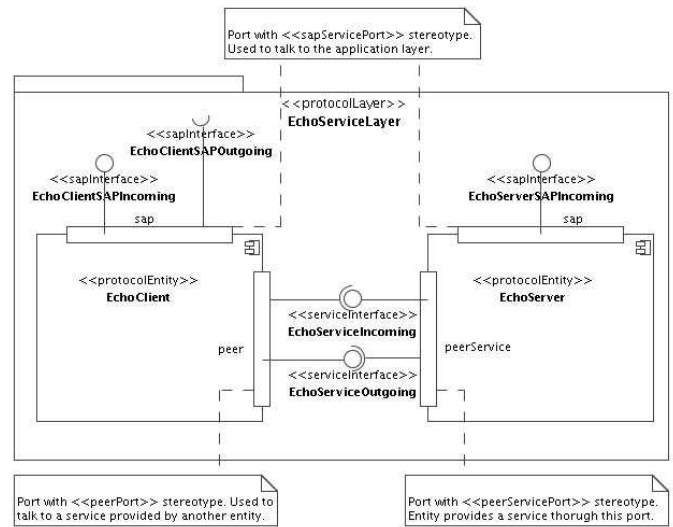 Port with <<sapServicePort>> stereotype.
Used to talk to the application layer.
<<protocolLayer>>
EchoServiceLayer
<<sapInterface>>
EchoClientSAPOutgoing
<<sapInterface>>
EchoClientSAPIncoming
<<sapInterface>>
EchoServerSAPIncoming
sap
sap
<<protocolEntity>>
EchoClient
<<protocolEntity>>
EchoServer
<<serviceInterface>>
EchoServiceIncoming
peer
peerService
<<serviceInterface>>
EchoServiceOutgoing
Port with <<peerPort>> stereotype. Used to
talk to a service provided by another entity.
Port with <<peerServicePort>> stereotype.
Entity provides a service thorugh this port.